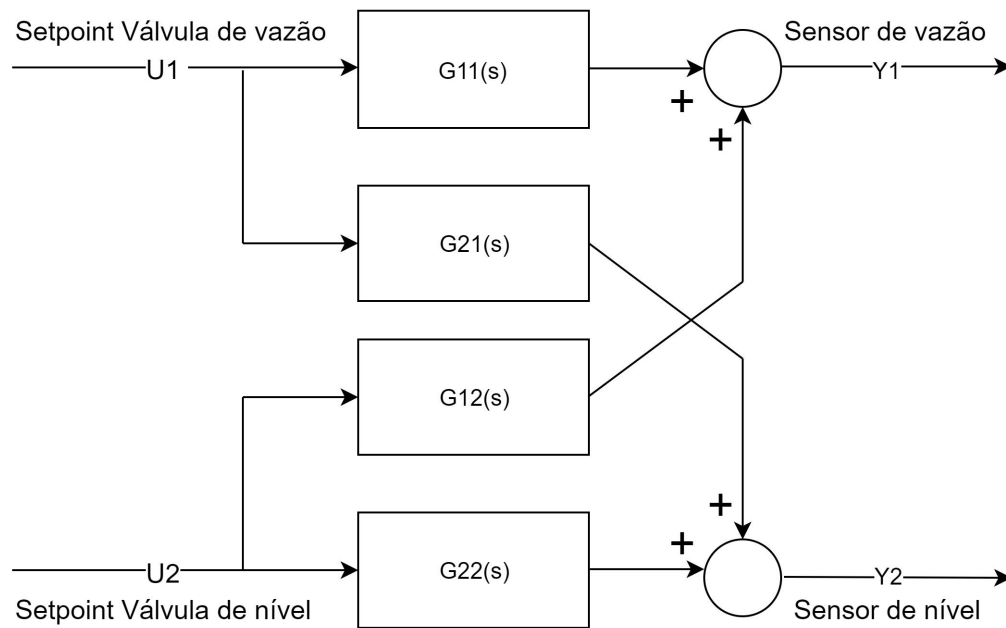 Setpoint Válvula de vazão
Sensor de vazão
U1
G11(s)
Y1
+
+
G21(s)
G12(s)
+
+
U2
G22(s)
Y2
Setpoint Válvula de nível
Sensor de nível